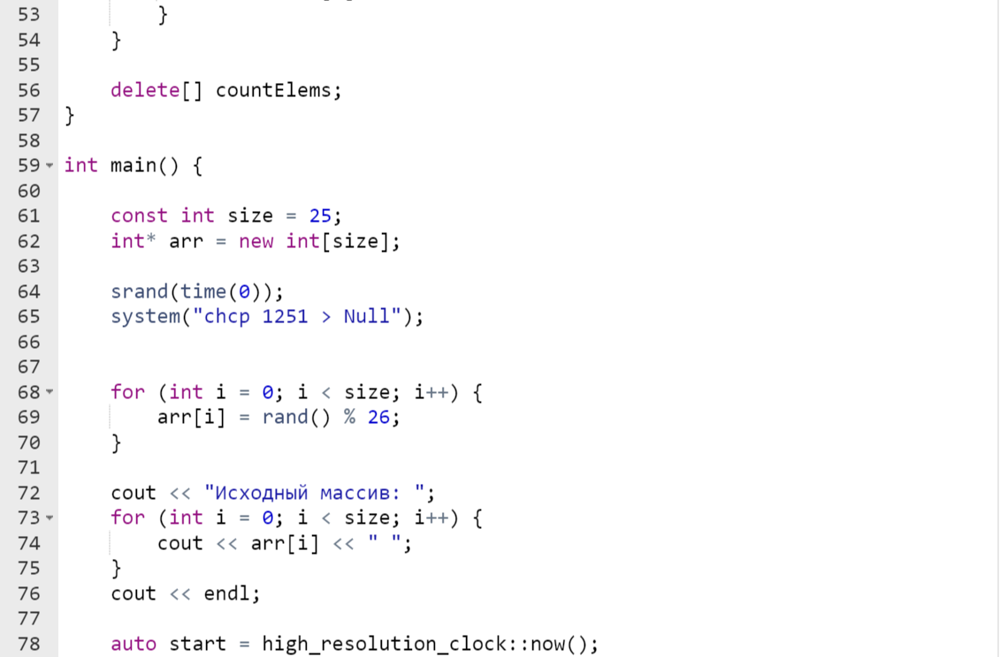 53 }
54 }
55
56 delete[] countElems;
57 }
58
59 int main() {
60
61 const int size = 25;
62 int* arr = new int[size];
63
64 srand(time(0));
65 system("chcp 1251 > Null");
66
67
68 for (int i = 0; i < size; i++) {
69 arr[i] = rand() % 26;
70 }
71
72 cout << "Исходный массив: ";
73 for (int i = 0; i < size; i++) {
74 cout << arr[i] << " ";
75 }
76 cout << endl;
77
78 auto start = high_resolution_clock::now();